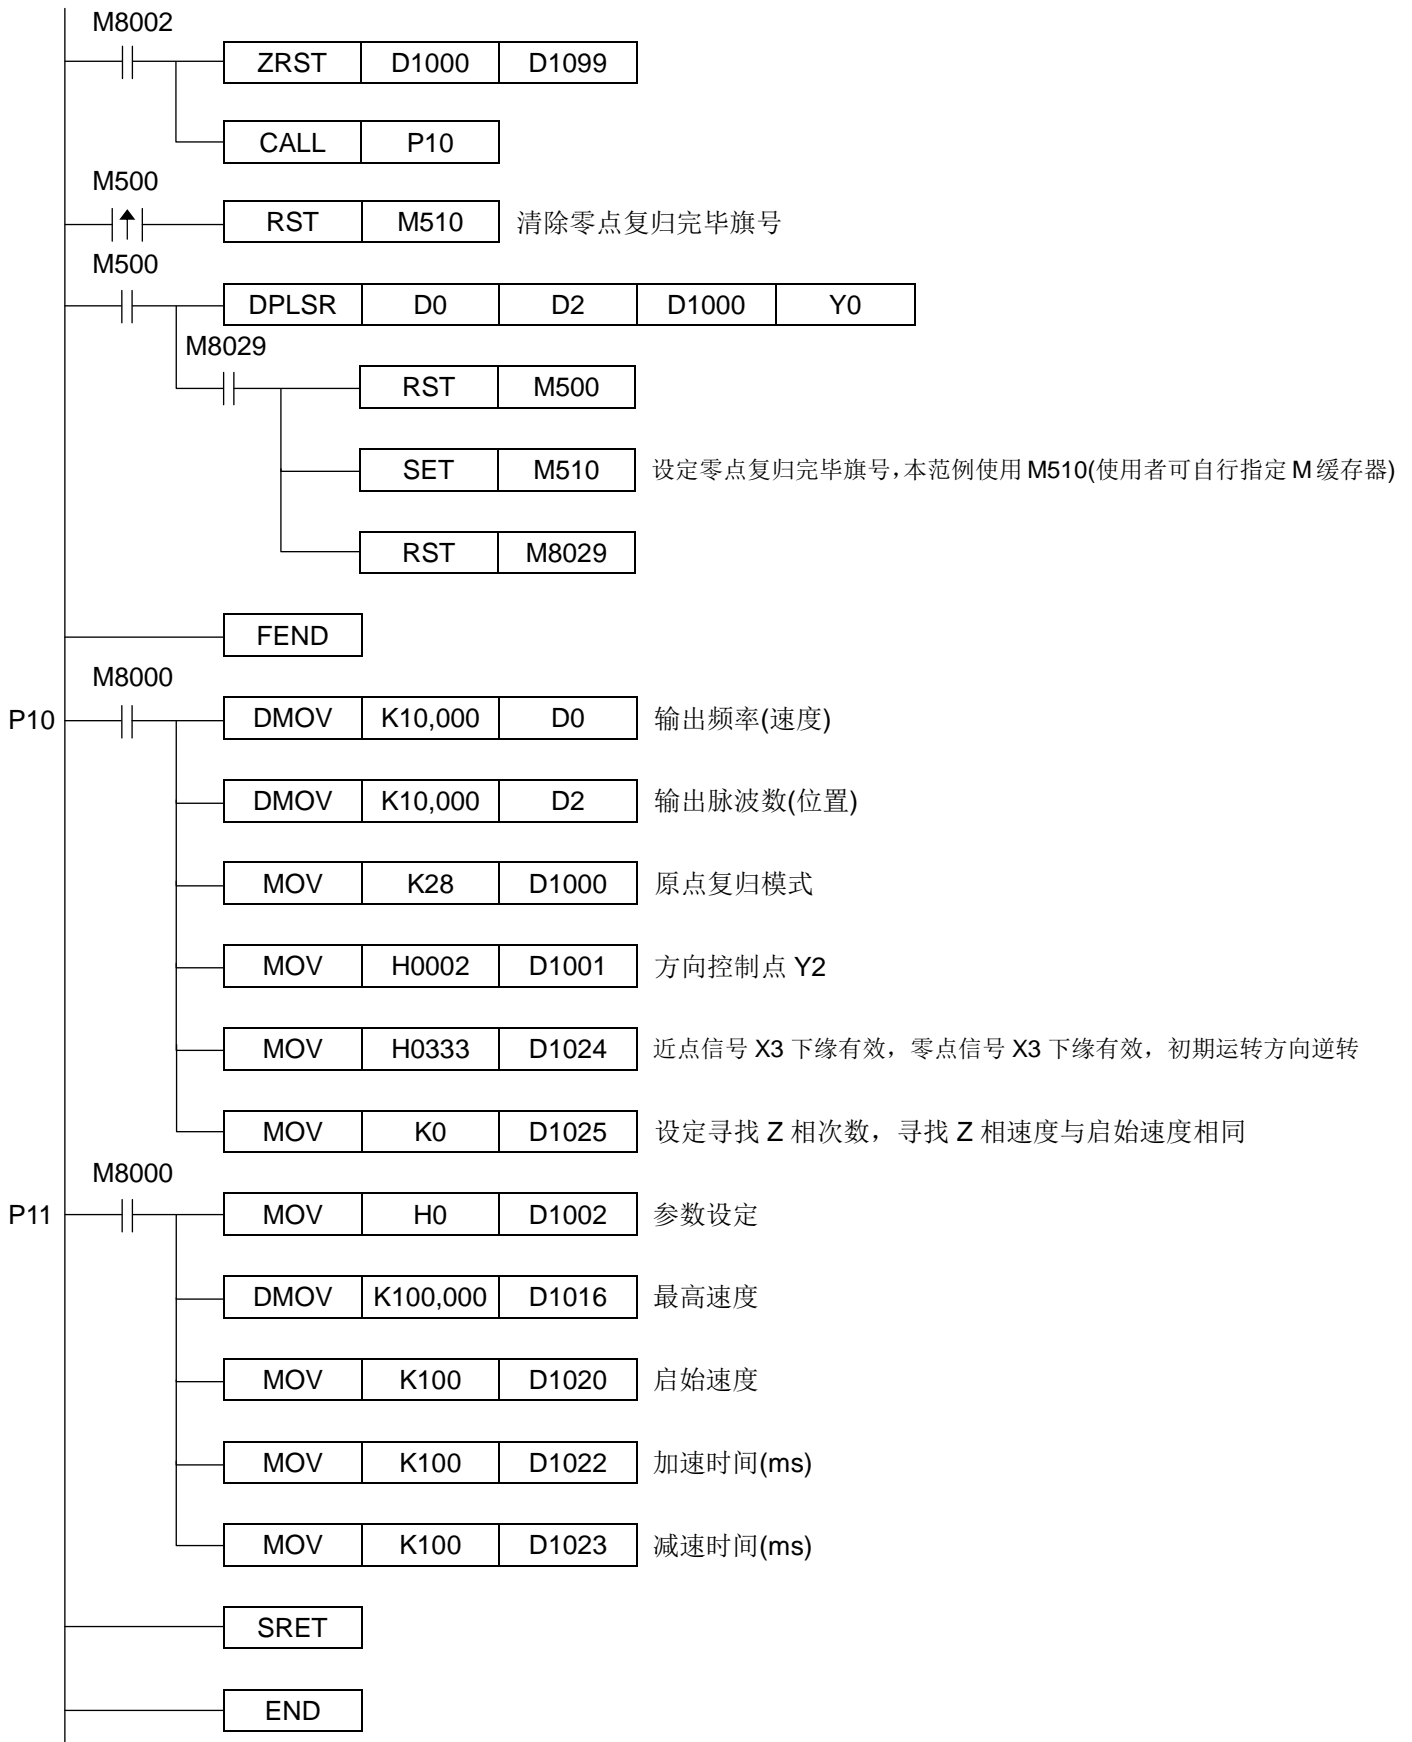 M8002
ZRST D1000 D1099
CALL P10
M500
RST M510 清除零点复归完毕旗号
M500
DPLSR D0 D2 D1000 Y0
M8029
RST M500
SET M510 设定零点复归完毕旗号,本范例使用 M510(使用者可自行指定 M 缓存器)
RST M8029
FEND
M8000
P10 DMOV K10,000 D0 输出频率(速度)
DMOV K10,000 D2 输出脉波数(位置)
MOV K28 D1000 原点复归模式
MOV H0002 D1001 方向控制点 Y2
MOV H0333 D1024 近点信号 X3 下缘有效，零点信号 X3 下缘有效，初期运转方向逆转
MOV K0 D1025 设定寻找 Z 相次数，寻找 Z 相速度与启始速度相同
M8000
P11 MOV H0 D1002 参数设定
DMOV K100,000 D1016 最高速度
MOV K100 D1020 启始速度
MOV K100 D1022 加速时间(ms)
MOV K100 D1023 减速时间(ms)
SRET
END